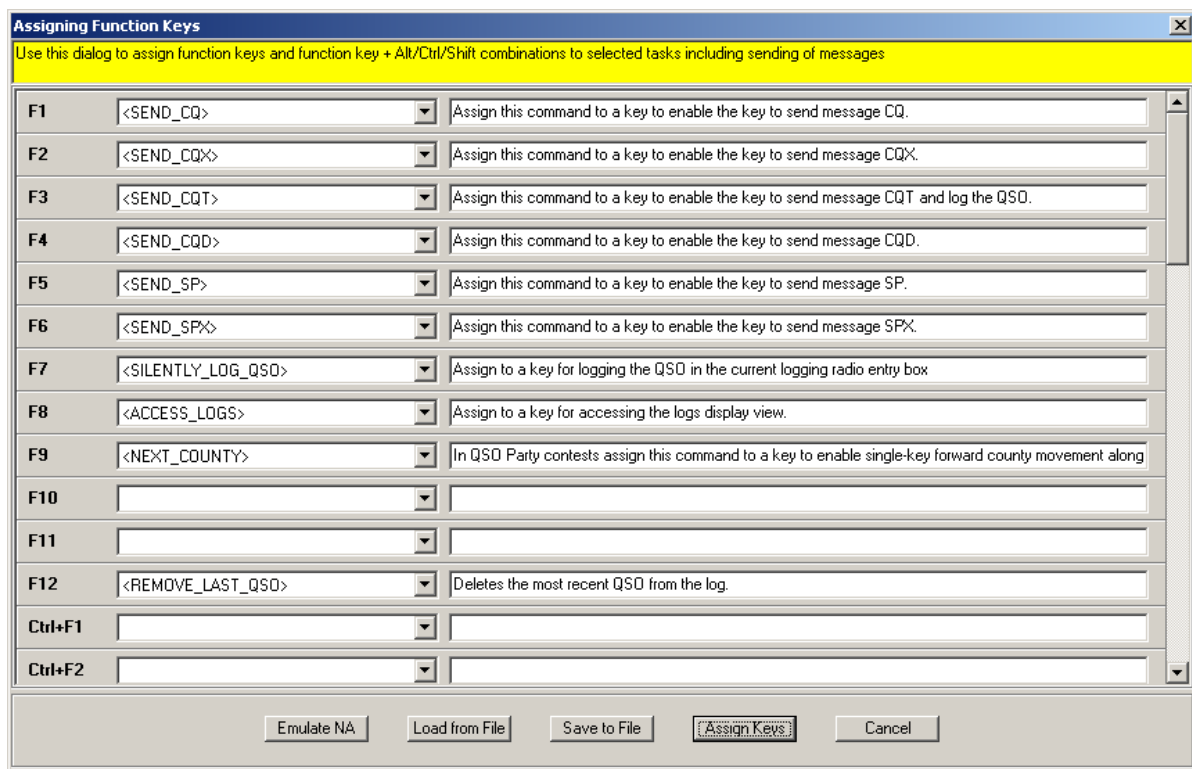 Assigning Function Keys
Use this dialog to assign function keys and function key + Alt/Ctrl/Shift combinations to selected tasks including sending of messages
F1 <SEND_CQ> Assign this command to a key to enable the key to send message CQ.
F2 <SEND_CQX> Assign this command to a key to enable the key to send message CQX.
F3 <SEND_CQT> Assign this command to a key to enable the key to send message CQT and log the QSO.
F4 <SEND_CQD> Assign this command to a key to enable the key to send message CQD.
F5 <SEND_SP> Assign this command to a key to enable the key to send message SP.
F6 <SEND_SPX> Assign this command to a key to enable the key to send message SPX.
F7 <SILENTLY_LOG_QSO> Assign to a key for logging the QSO in the current logging radio entry box
F8 <ACCESS_LOGS> Assign to a key for accessing the logs display view.
F9 <NEXT_COUNTY> In QSO Party contests assign this command to a key to enable single-key forward county movement along
F10
F11
F12 <REMOVE_LAST_QSO> Deletes the most recent QSO from the log.
Ctrl+F1
Ctrl+F2
Emulate NA Load from File Save to File Assign Keys Cancel